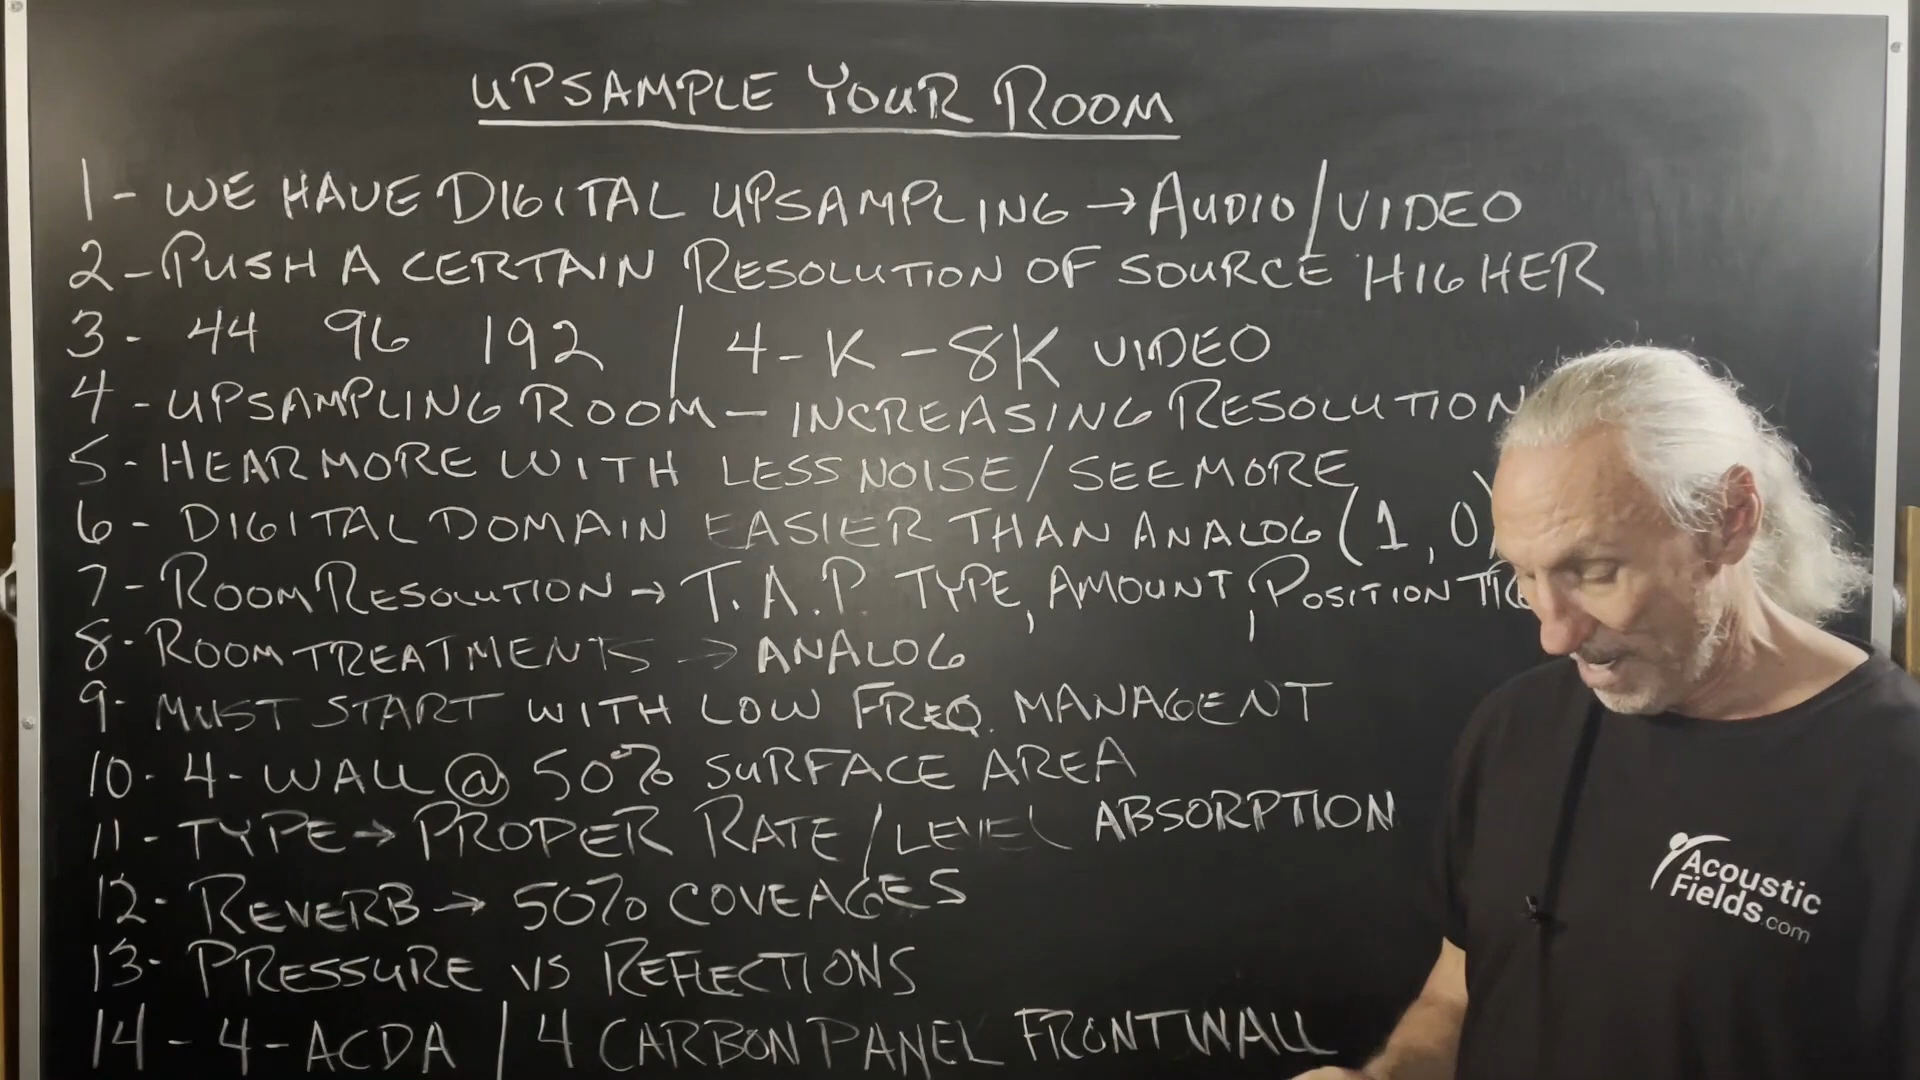 UPSAMPLE YOUR ROOM
1- WE HAVE DIGITAL UPSAMPLING → AUDIO/VIDEO
2- PUSH A CERTAIN RESOLUTION OF SOURCE HIGHER
3- 44 96 192 / 4-K-8K VIDEO
4- UPSAMPLING ROOM - INCREASING RESOLUTION
5- HEAR MORE WITH LESS NOISE/SEE MORE
6- DIGITAL DOMAIN EASIER THAN ANALOG (1,0)
7- ROOM RESOLUTION → T.A.P. TYPE, AMOUNT, POSITION
8- ROOM TREATMENTS → ANALOG
9- MUST START WITH LOW FREQ. MANAGENT
10- 4-WALL @ 50% SURFACE AREA
11- TYPE → PROPER RATE/LEVEL ABSORPTION
12- REVERB → 50% COVEAGES
13- PRESSURE VS REFLECTIONS
14- 4-ACDA / 4 CARBON PANEL FRONT WALL
Acoustic
Fields.com